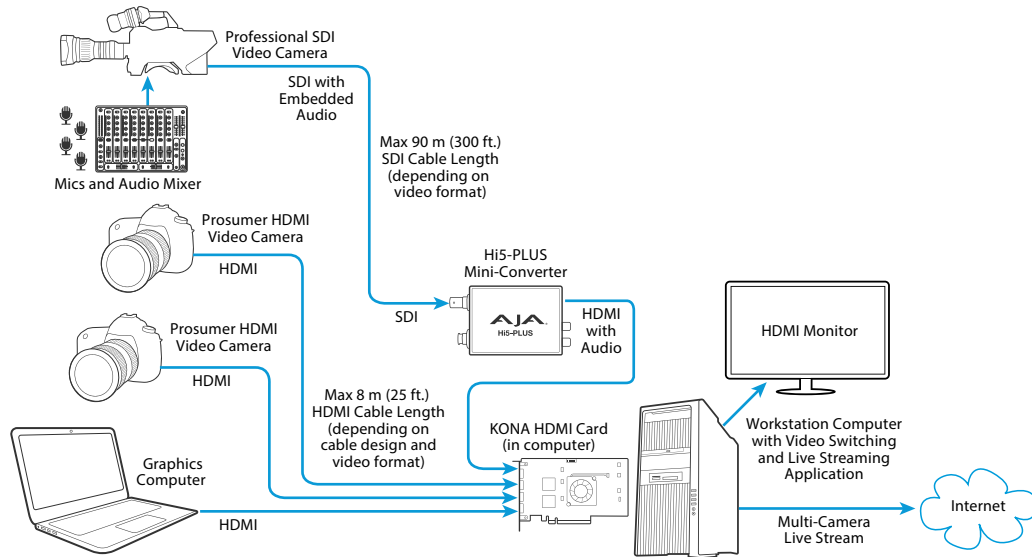 Professional SDI
Video Camera
SDI with
Embedded
Audio
Mics and Audio Mixer
Max 90 m (300 ft.)
SDI Cable Length
(depending on
video format)
Prosumer HDMI
Video Camera
HDMI
Hi5-PLUS
Mini-Converter
SDI
AJA
Hi5-PLUS
HDMI
with
Audio
HDMI Monitor
Prosumer HDMI
Video Camera
HDMI
Max 8 m (25 ft.)
HDMI Cable Length
(depending on
cable design and
video format)
KONA HDMI Card
(in computer)
Workstation Computer
with Video Switching
and Live Streaming
Application
Graphics
Computer
HDMI
Multi-Camera
Live Stream
Internet